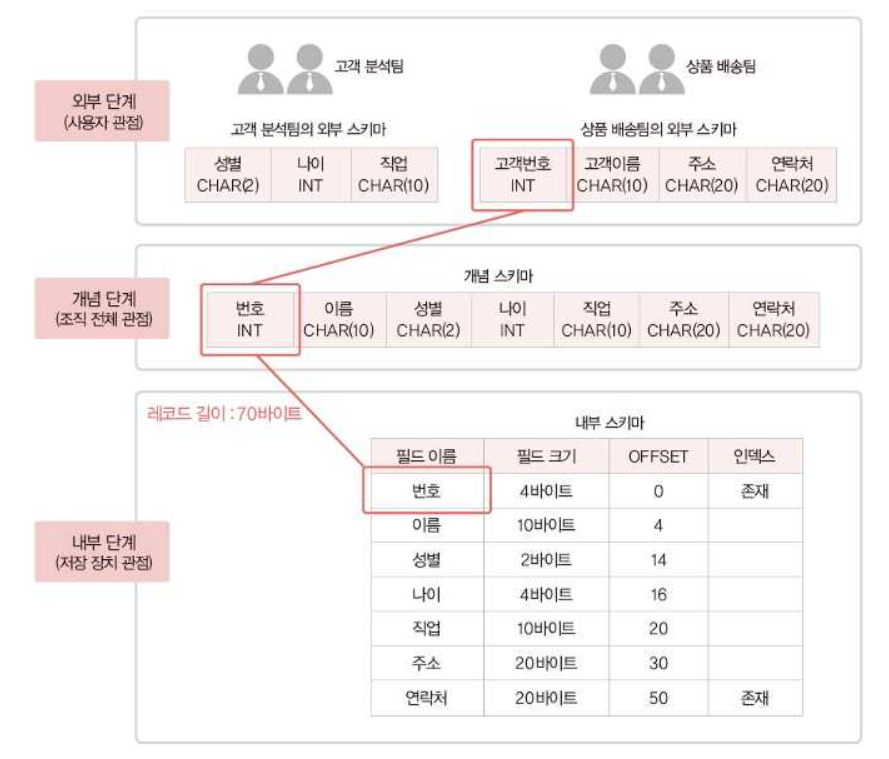 고객 분석팀
상품 배송팀
외부 단계
(사용자 관점)
고객 분석팀의 외부 스키마
상품 배송팀의 외부 스키마
성별 나이 직업
CHAR(2) INT CHAR(10)
고객번호 고객이름 주소 연락처
INT CHAR(10) CHAR(20) CHAR(20)
개념 단계
(조직 전체 관점)
개념 스키마
번호 이름 성별 나이 직업 주소 연락처
INT CHAR(10) CHAR(2) INT CHAR(10) CHAR(20) CHAR(20)
레코드 길이 : 70바이트
내부 스키마
내부 단계
(저장 장치 관점)
필드 이름 필드 크기 OFFSET 인덱스
번호 4바이트 0 존재
이름 10바이트 4
성별 2바이트 14
나이 4바이트 16
직업 10바이트 20
주소 20바이트 30
연락처 20바이트 50 존재